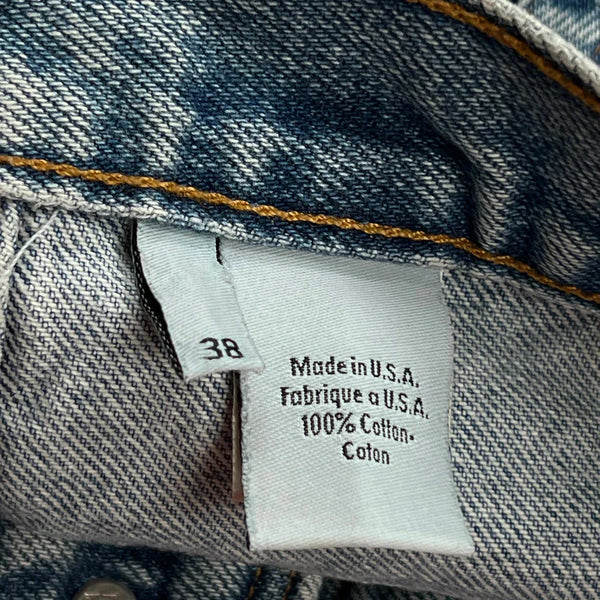 38
Made in U.S.A.
Fabrique a U.S.A.
100% Cotton-
Coton